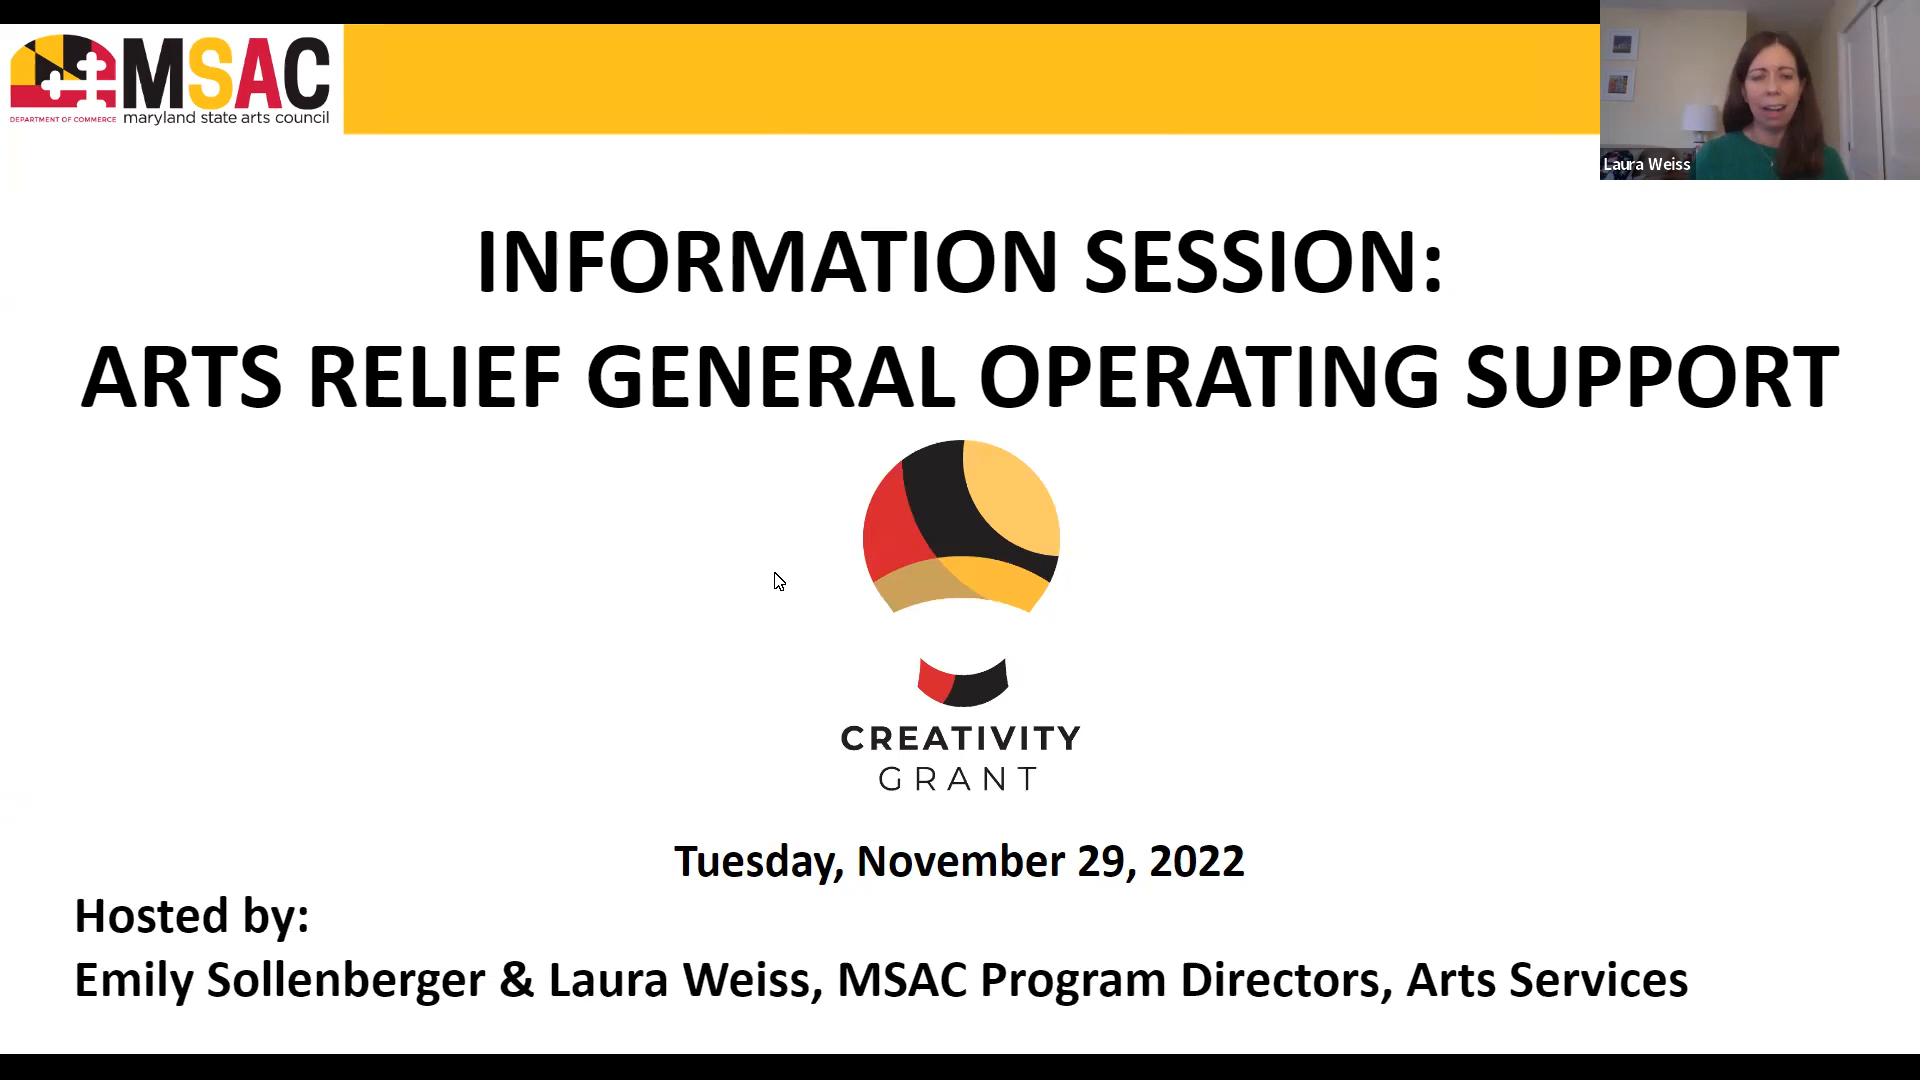 MSAC
DEPARTMENT OF COMMERCE
maryland state arts council
Laura Weiss
INFORMATION SESSION:
ARTS RELIEF GENERAL OPERATING SUPPORT
CREATIVITY
GRANT
Tuesday, November 29, 2022
Hosted by:
Emily Sollenberger & Laura Weiss, MSAC Program Directors, Arts Services